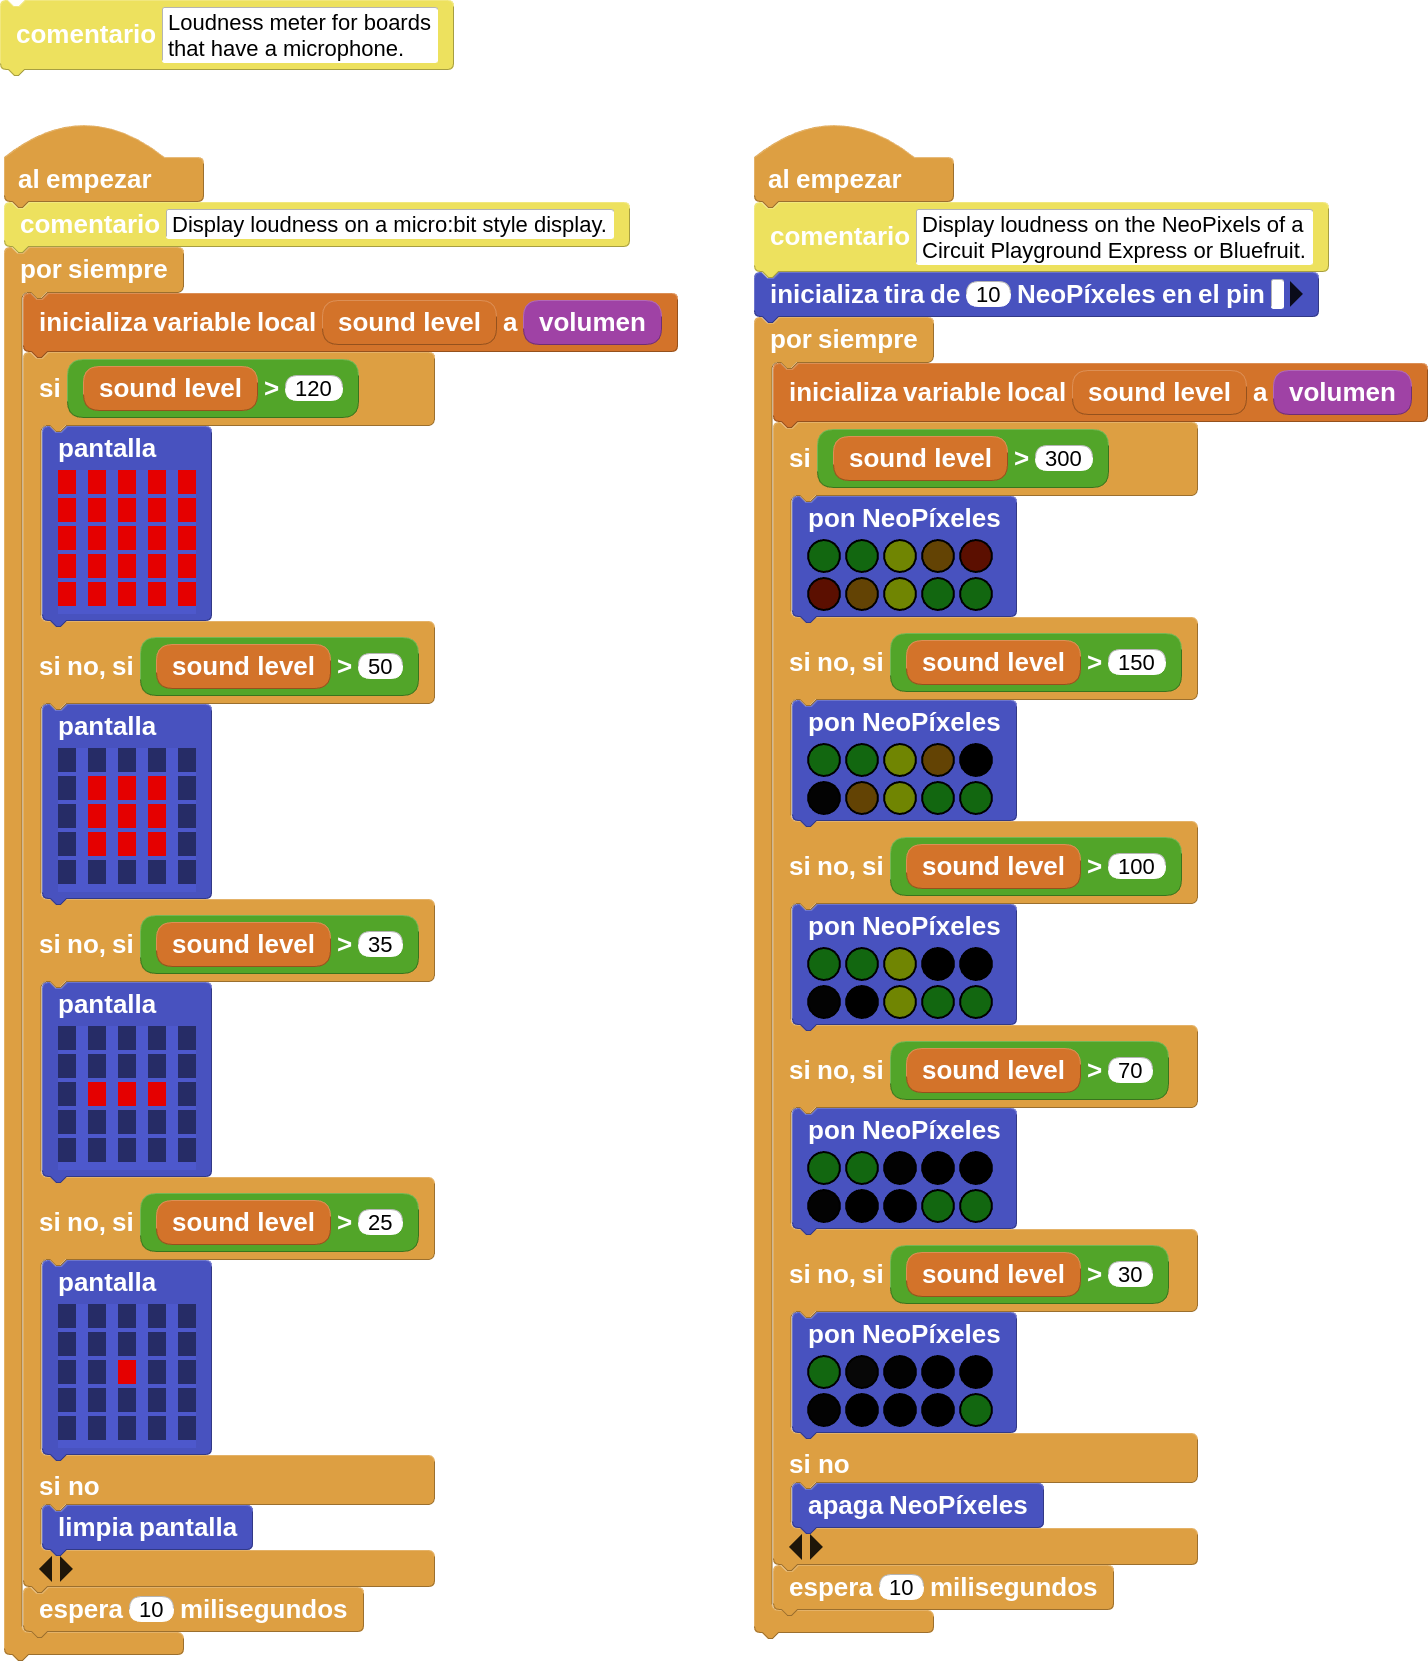 comentario Loudness meter for boards
that have a microphone.
al empezar
comentario Display loudness on a micro:bit style display.
por siempre
inicializa variable local sound level a volumen
si sound level > 120
pantalla
si no, si sound level > 50
pantalla
si no, si sound level > 35
pantalla
si no, si sound level > 25
pantalla
si no
limpia pantalla
espera 10 milisegundos
al empezar
comentario Display loudness on the NeoPixels of a
Circuit Playground Express or Bluefruit.
inicializa tira de 10 NeoPíxeles en el pin
por siempre
inicializa variable local sound level a volumen
si sound level > 300
pon NeoPíxeles
si no, si sound level > 150
pon NeoPíxeles
si no, si sound level > 100
pon NeoPíxeles
si no, si sound level > 70
pon NeoPíxeles
si no, si sound level > 30
pon NeoPíxeles
si no
apaga NeoPíxeles
espera 10 milisegundos